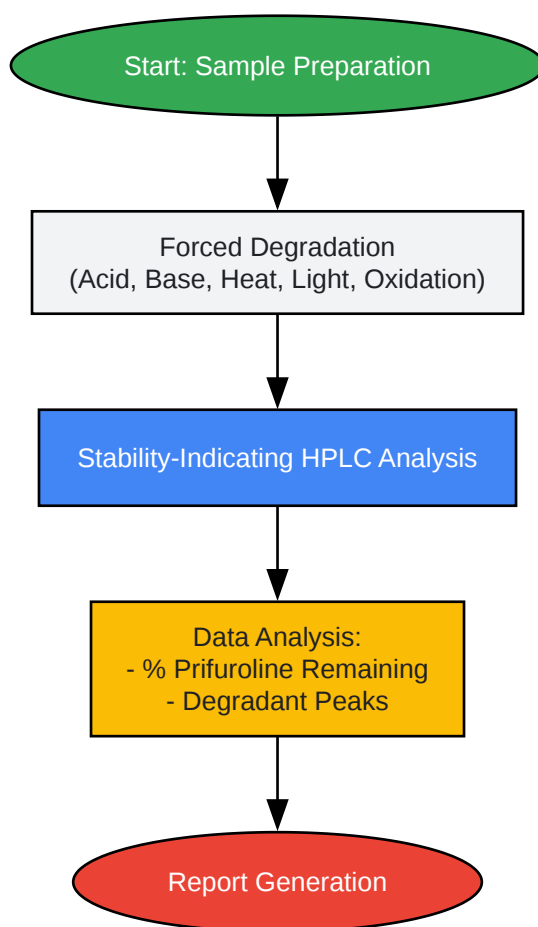 Start: Sample Preparation
Forced Degradation
(Acid, Base, Heat, Light, Oxidation)
Stability-Indicating HPLC Analysis
Data Analysis:
- % Prifuroline Remaining
- Degradant Peaks
Report Generation